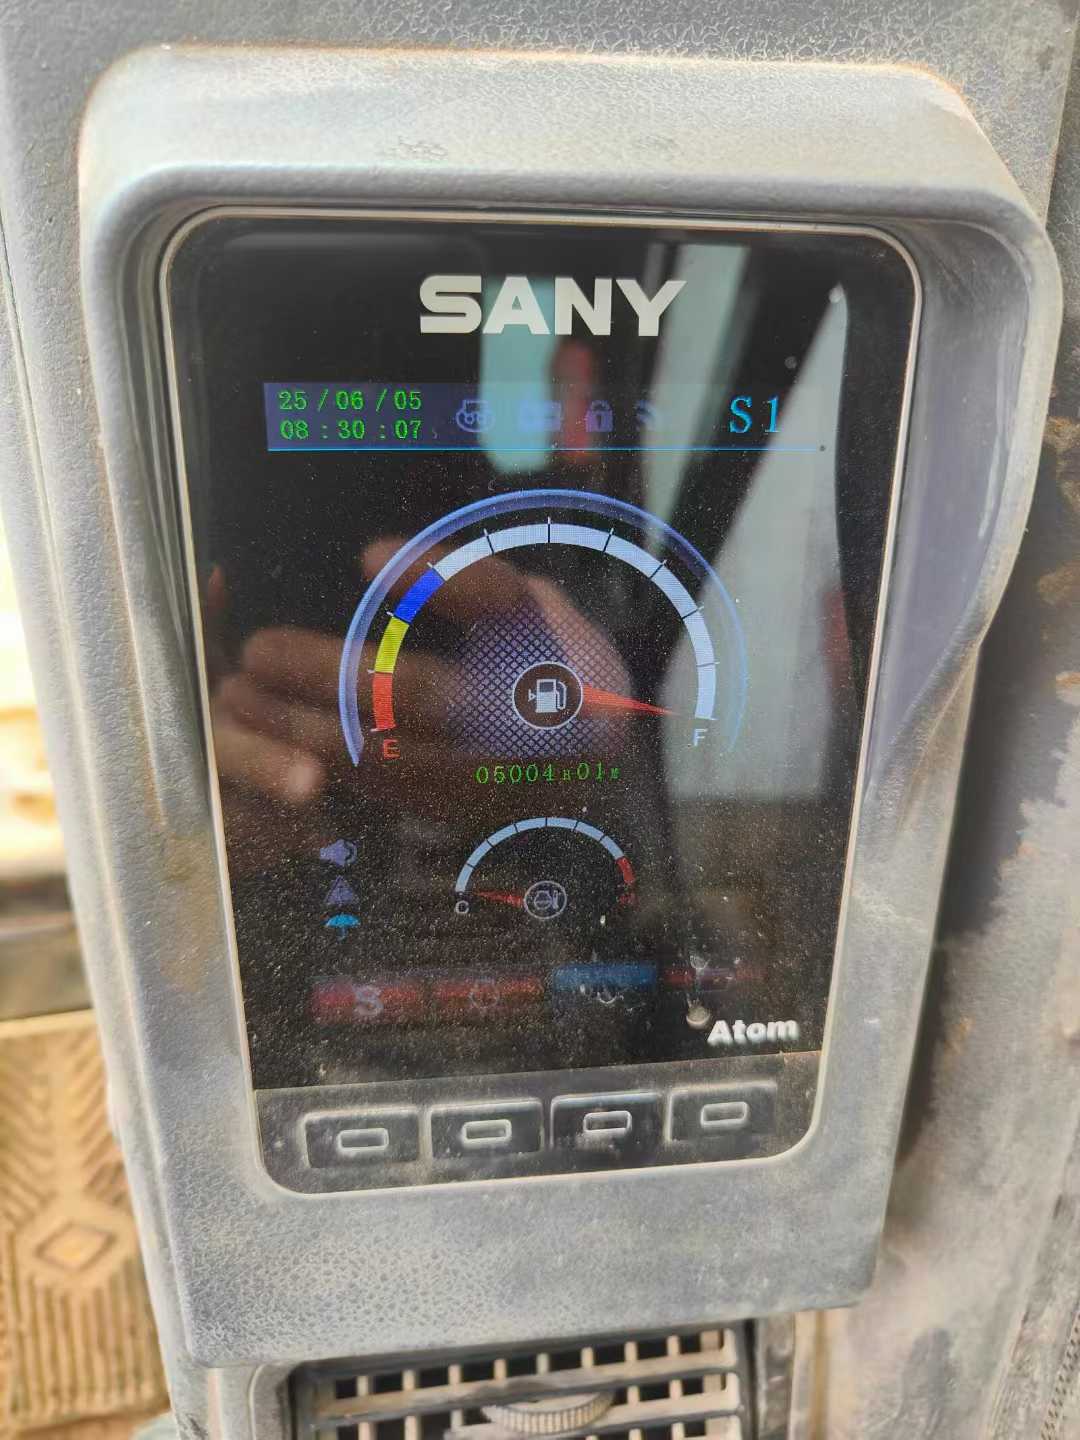 SANY
25 / 06 / 05
08 : 30 : 07
S1
E
F
05004H01M
C
S
Atom